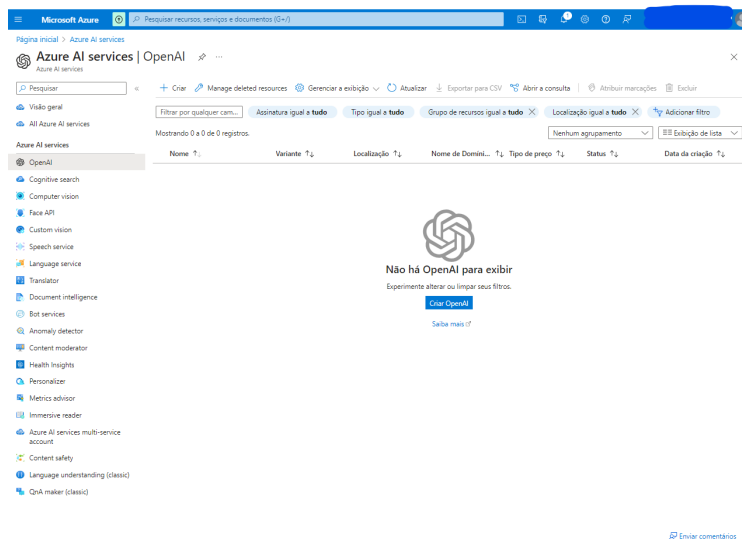 Microsoft Azure
Pesquisar recursos, serviços e documentos (G+/)
1
Página inicial > Azure AI services
Azure AI services | OpenAI
Azure AI services
Pesquisar
+ Criar Manage deleted resources Gerenciar a exibição Atualizar Exportar para CSV Abrir a consulta Atribuir marcações Excluir
Visão geral
All Azure AI services
Azure AI services
OpenAI
Cognitive search
Computer vision
Face API
Custom vision
Speech service
Language service
Translator
Document intelligence
Bot services
Anomaly detector
Content moderator
Health Insights
Personalizer
Metrics advisor
Immersive reader
Azure AI services multi-service
account
Content safety
Language understanding (classic)
QnA maker (classic)
Filtrar por qualquer cam... Assinatura igual a tudo Tipo igual a tudo Grupo de recursos igual a tudo Localização igual a tudo Adicionar filtro
Mostrando 0 a 0 de 0 registros. Nenhum agrupamento Exibição de lista
Nome Variante Localização Nome de Domíni... Tipo de preço Status Data da criação
Não há OpenAI para exibir
Experimente alterar ou limpar seus filtros.
Criar OpenAI
Saiba mais
Enviar comentários